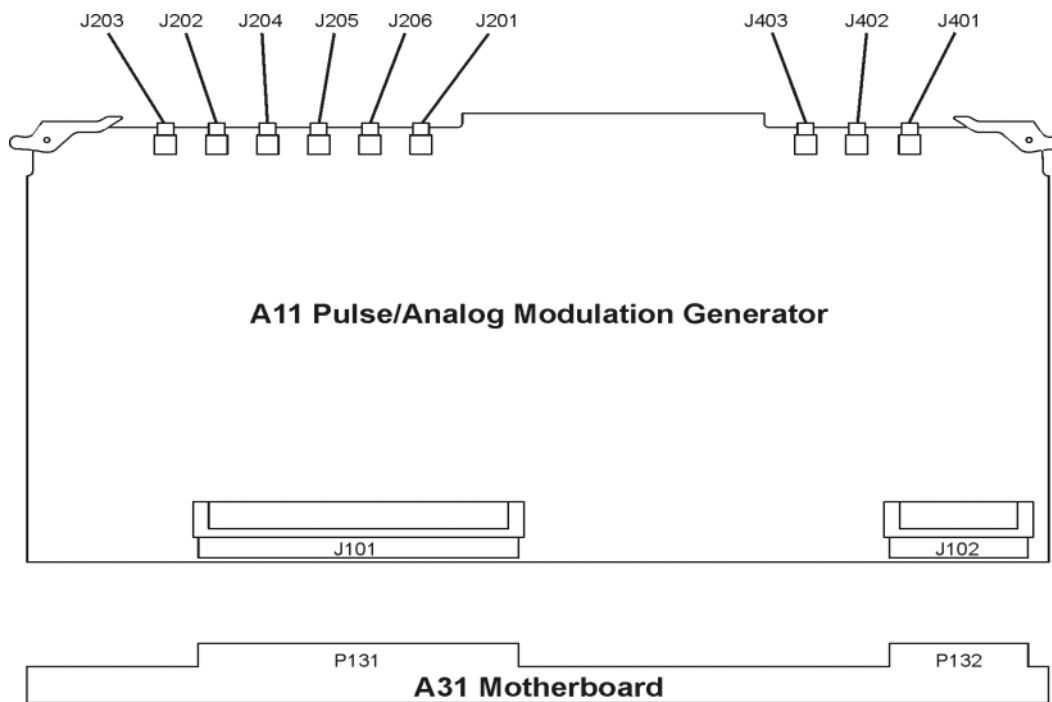 J203 J202 J204 J205 J206 J201 J403 J402 J401
A11 Pulse/Analog Modulation Generator
J101 J102
P131 P132
A31 Motherboard